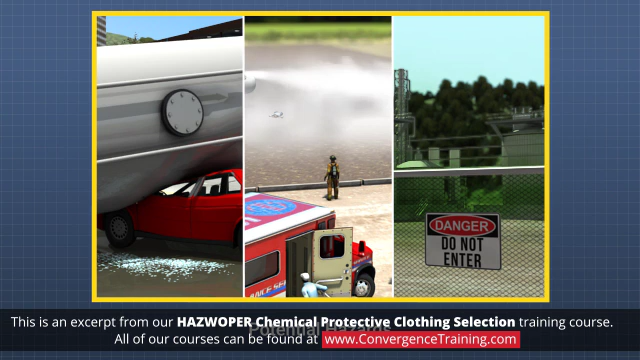 DANGER
DO NOT
ENTER
This is an excerpt from our HAZWOPER Chemical Protective Clothing Selection training course.
All of our courses can be found at www.ConvergenceTraining.com